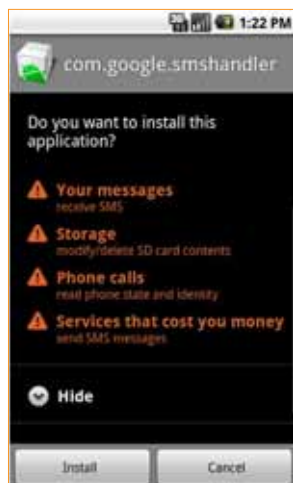 1:22 PM
com.google.smshandler
Do you want to install this
application?
Your messages
receive SMS
Storage
modify/delete SD card contents
Phone calls
read phone state and identity
Services that cost you money
send SMS messages
Hide
Install
Cancel